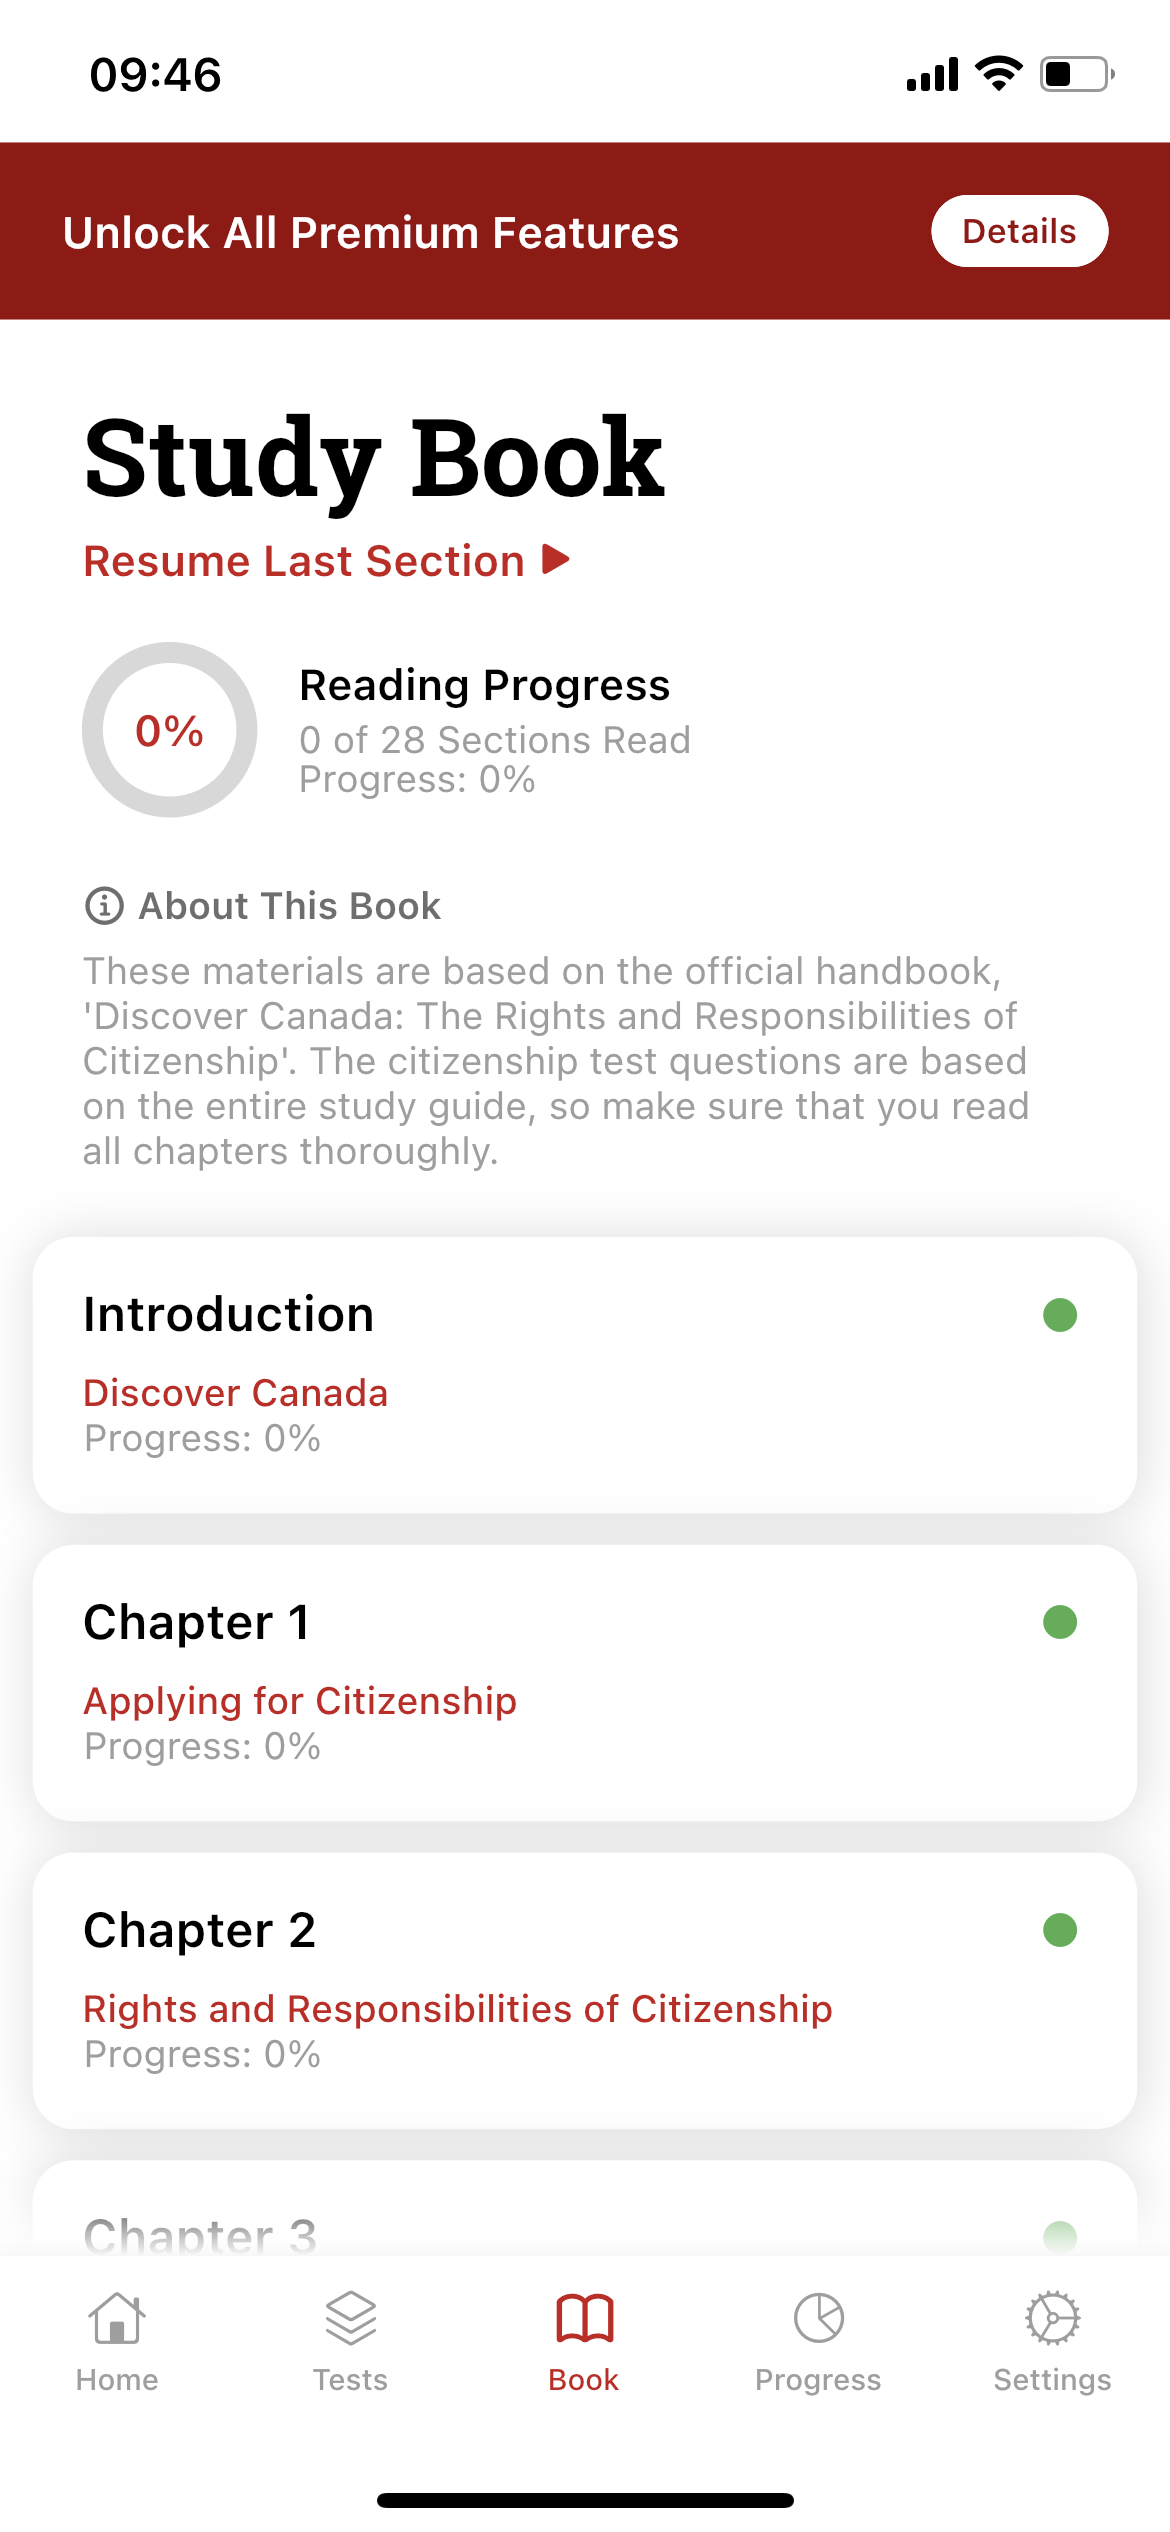 09:46
Unlock All Premium Features
Details
Study Book
Resume Last Section
0%
Reading Progress
0 of 28 Sections Read
Progress: 0%
About This Book
These materials are based on the official handbook,
'Discover Canada: The Rights and Responsibilities of
Citizenship'. The citizenship test questions are based
on the entire study guide, so make sure that you read
all chapters thoroughly.
Introduction
Discover Canada
Progress: 0%
Chapter 1
Applying for Citizenship
Progress: 0%
Chapter 2
Rights and Responsibilities of Citizenship
Progress: 0%
Chapter 3
Home
Tests
Book
Progress
Settings